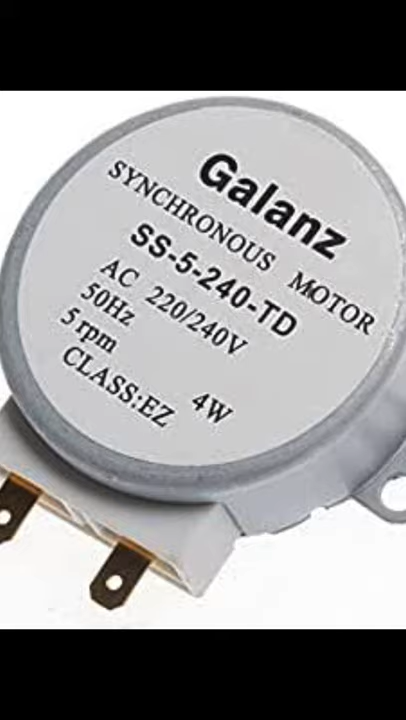 Galanz
SYNCHRONOUS MOTOR
SS-5-240-TD
AC 220/240V
50Hz
5 rpm 4W
CLASS:EZ